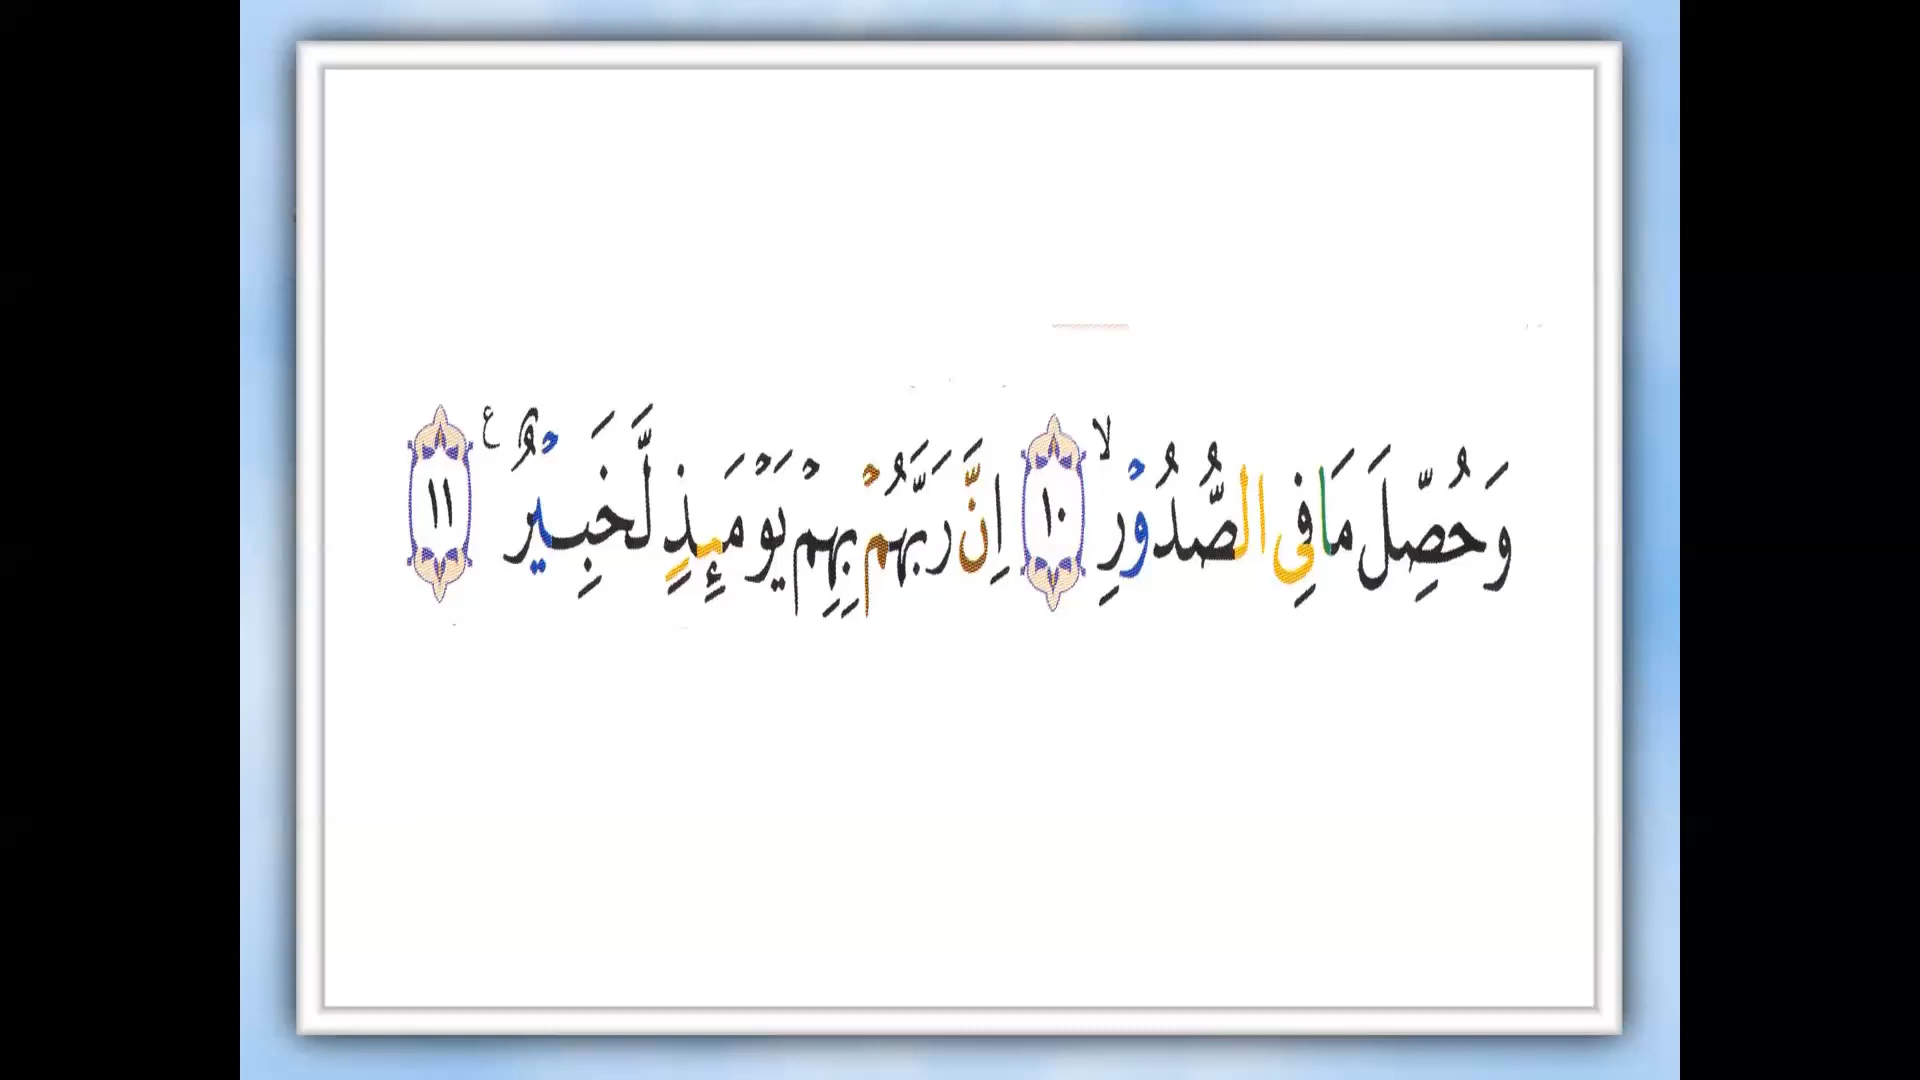 وَحُصِّلَ مَا فِى الصُّدُوْرِۙ ١٠ اِنَّ رَبَّهُمْ بِهِمْ يَوْمَىِٕذٍ لَّخَبِيْرٌ ࣖ ١١